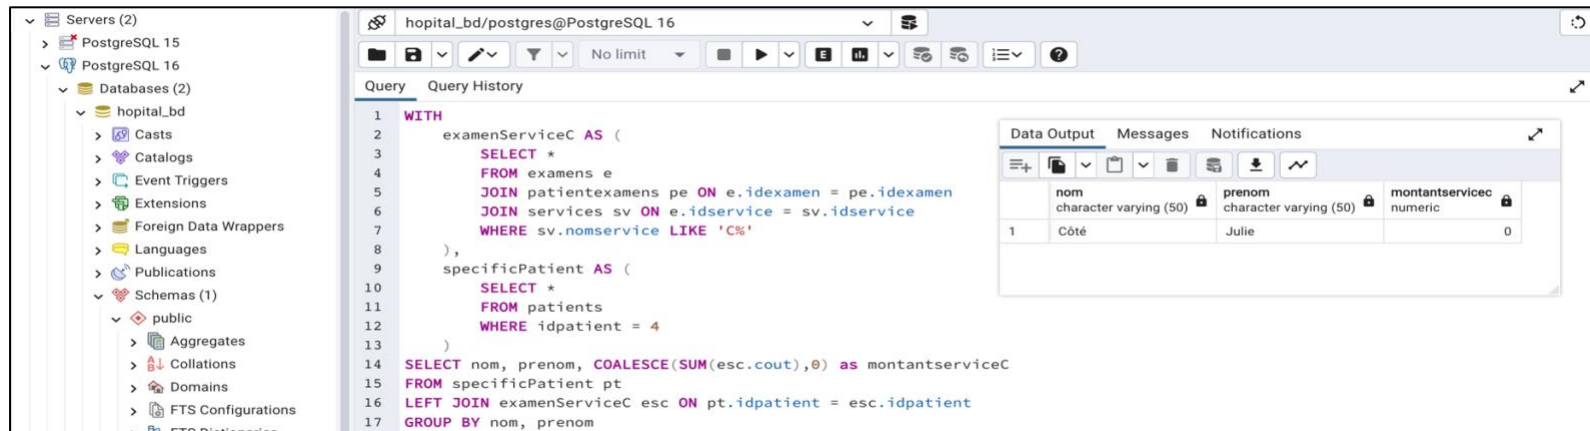 Servers (2)
PostgreSQL 15
PostgreSQL 16
Databases (2)
hopital_bd
Casts
Catalogs
Event Triggers
Extensions
Foreign Data Wrappers
Languages
Publications
Schemas (1)
public
Aggregates
Collations
Domains
FTS Configurations
hopital_bd/postgres@PostgreSQL 16
No limit
E
Query Query History
1 WITH
2 examenServiceC AS (
3 SELECT *
4 FROM examens e
5 JOIN patientexamens pe ON e.idexamen = pe.idexamen
6 JOIN services sv ON e.idservice = sv.idservice
7 WHERE sv.nomservice LIKE 'C%'
8 ),
9 specificPatient AS (
10 SELECT *
11 FROM patients
12 WHERE idpatient = 4
13 )
14 SELECT nom, prenom, COALESCE(SUM(esc.cout),0) as montantserviceC
15 FROM specificPatient pt
16 LEFT JOIN examenServiceC esc ON pt.idpatient = esc.idpatient
17 GROUP BY nom, prenom
Data Output Messages Notifications
nom prenom montantservicec
character varying (50) character varying (50) numeric
1 Côté Julie 0